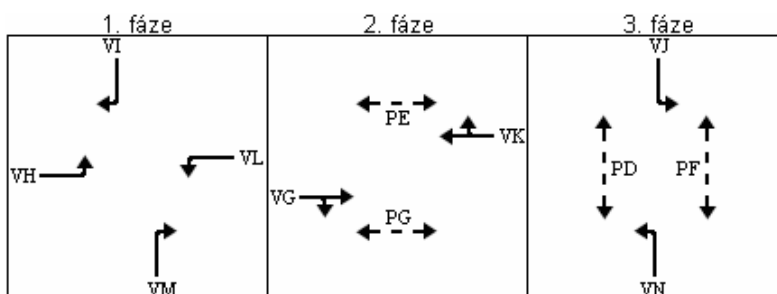 1. fáze 2. fáze 3. fáze
VI VJ
PE
VK
VH VL PD PF
VG
PG
VM VN